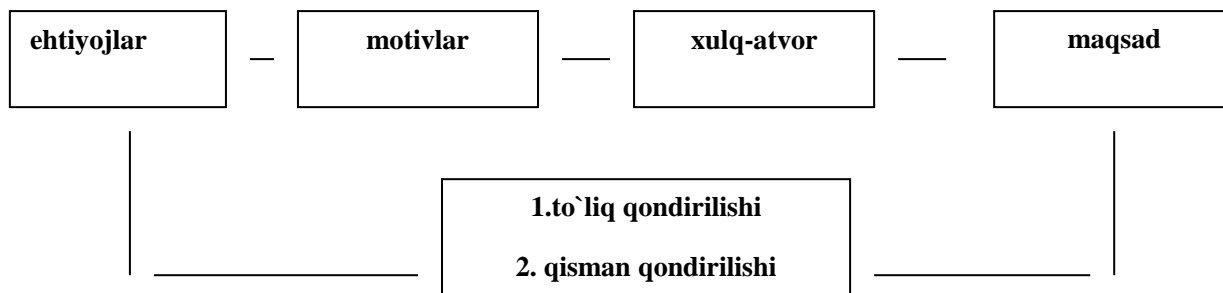 ehtiyojlar
motivlar
xulq-atvor
maqsad
1.to`liq qondirilishi
2. qisman qondirilishi